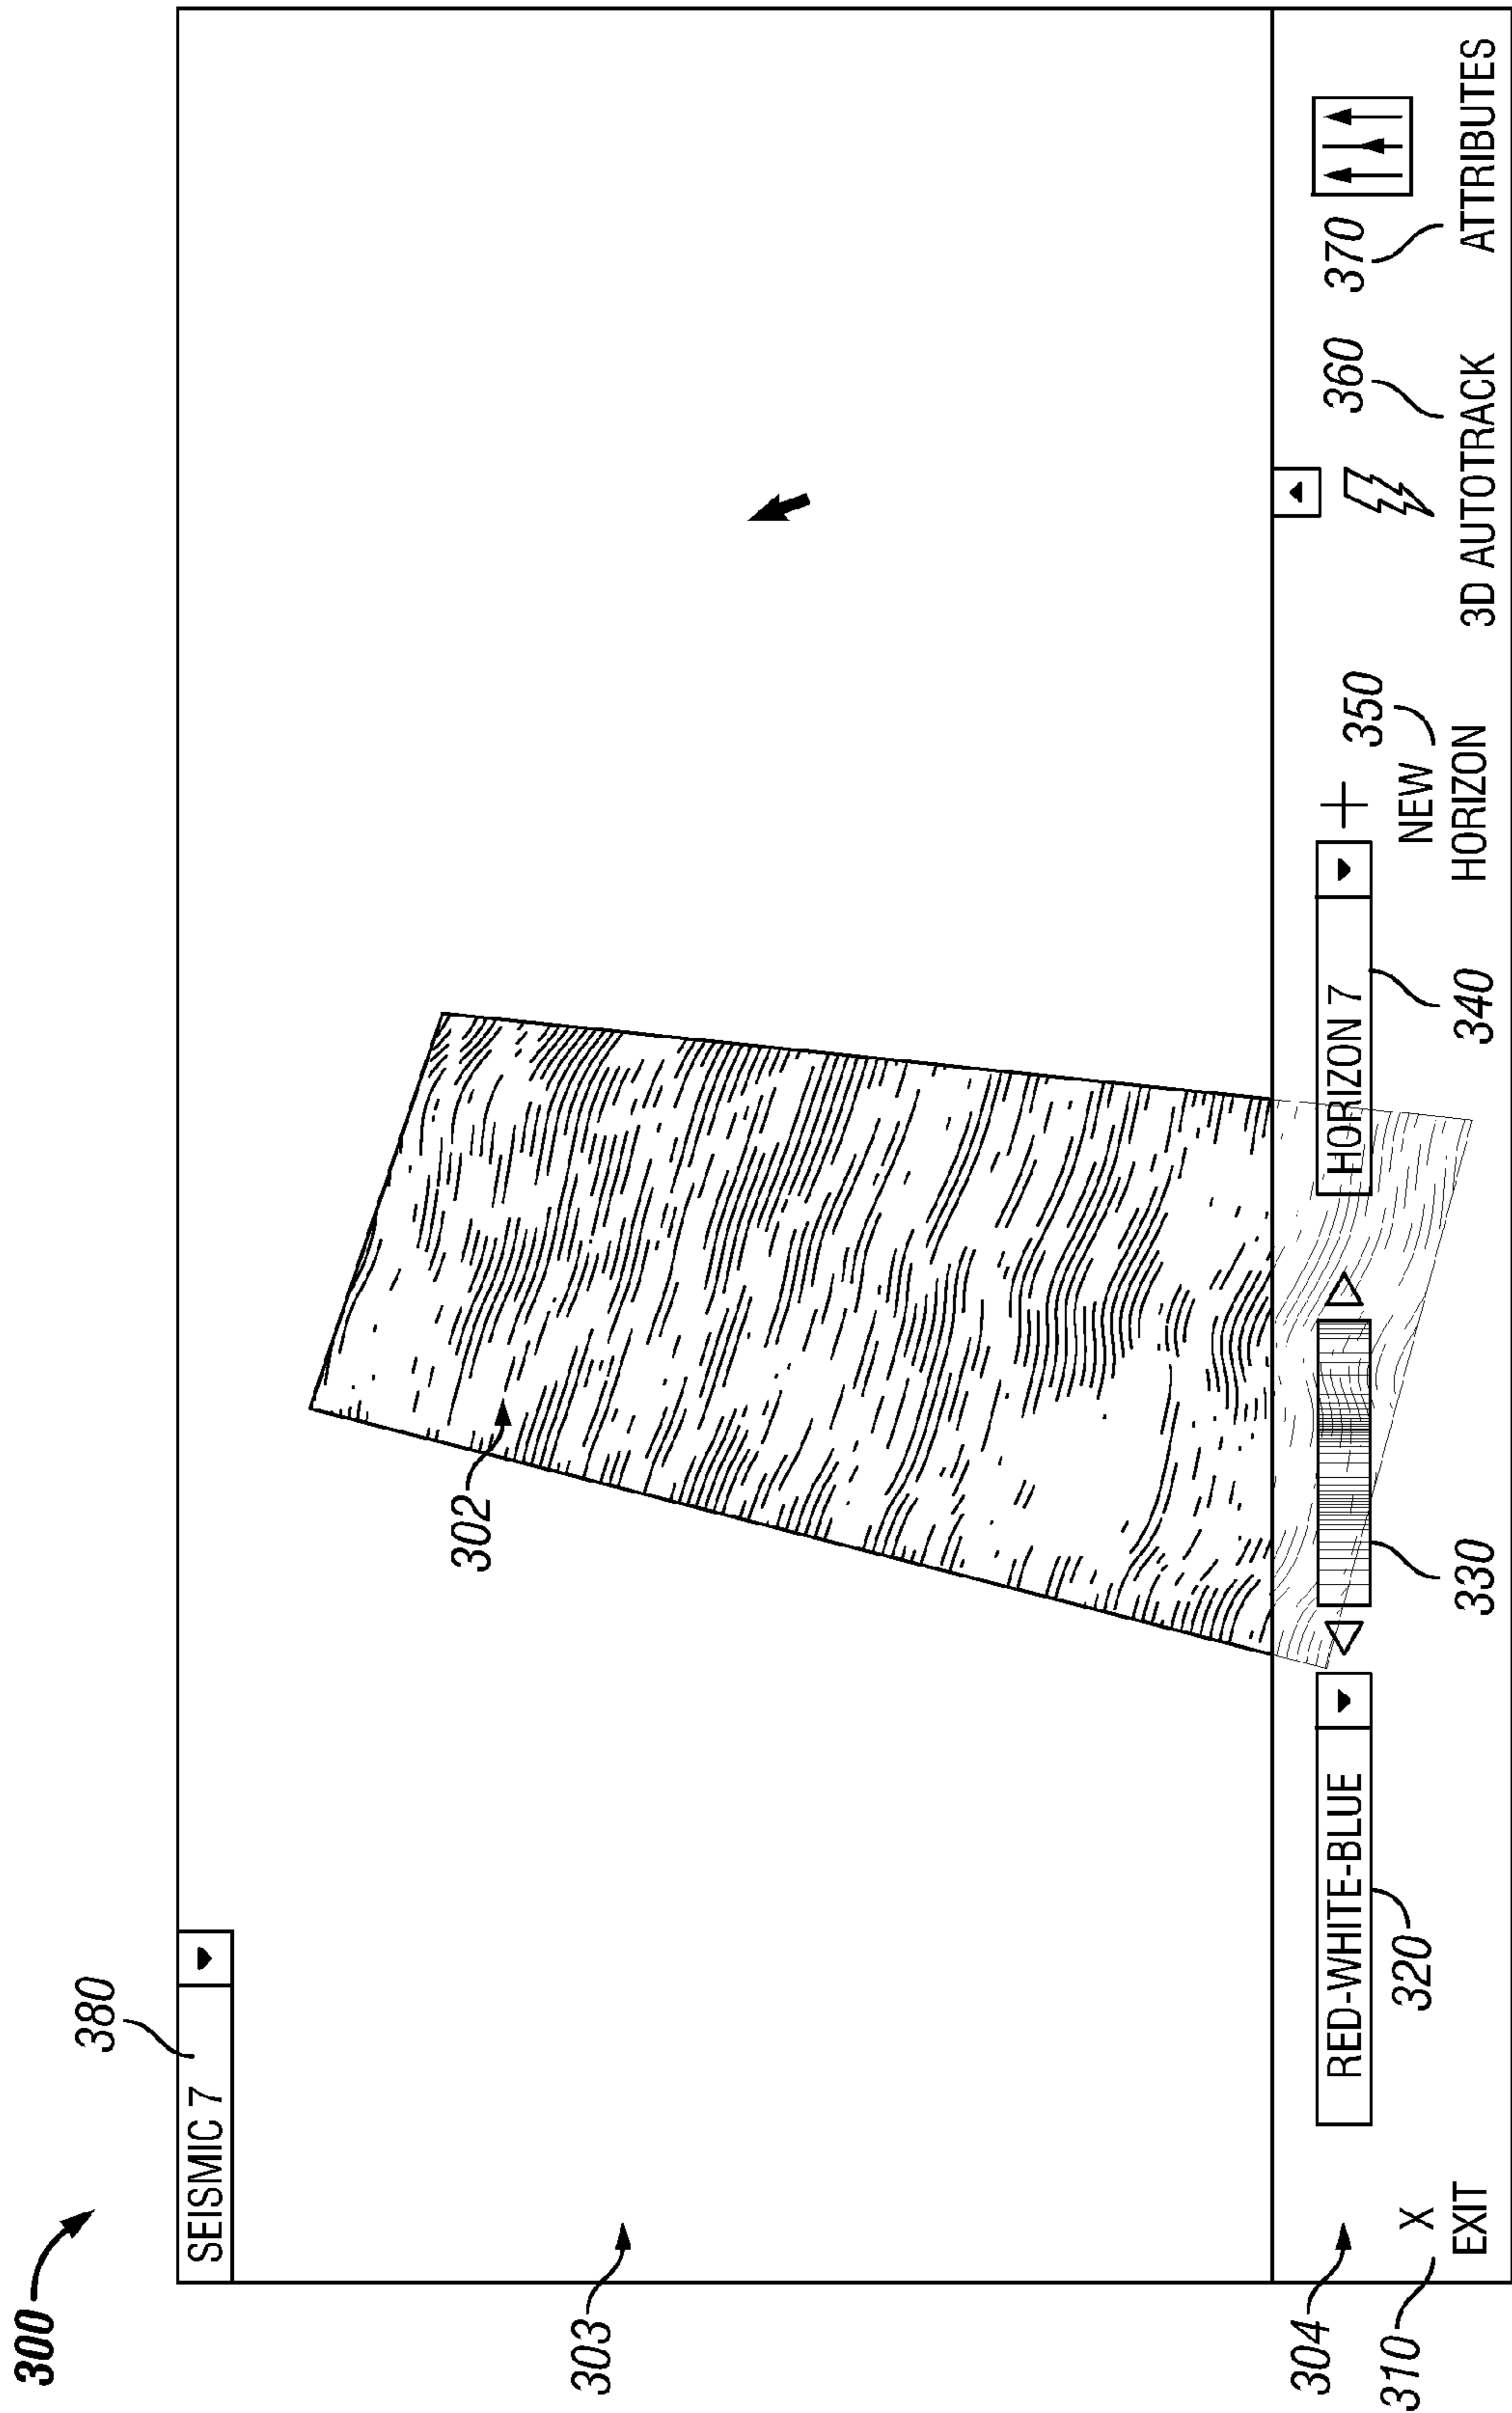 300
380
SEISMIC 7
302
303
304
310
X
EXIT
RED-WHITE-BLUE
320
330
HORIZON 7
340
350
NEW
HORIZON
360
3D AUTOTRACK
370
ATTRIBUTES